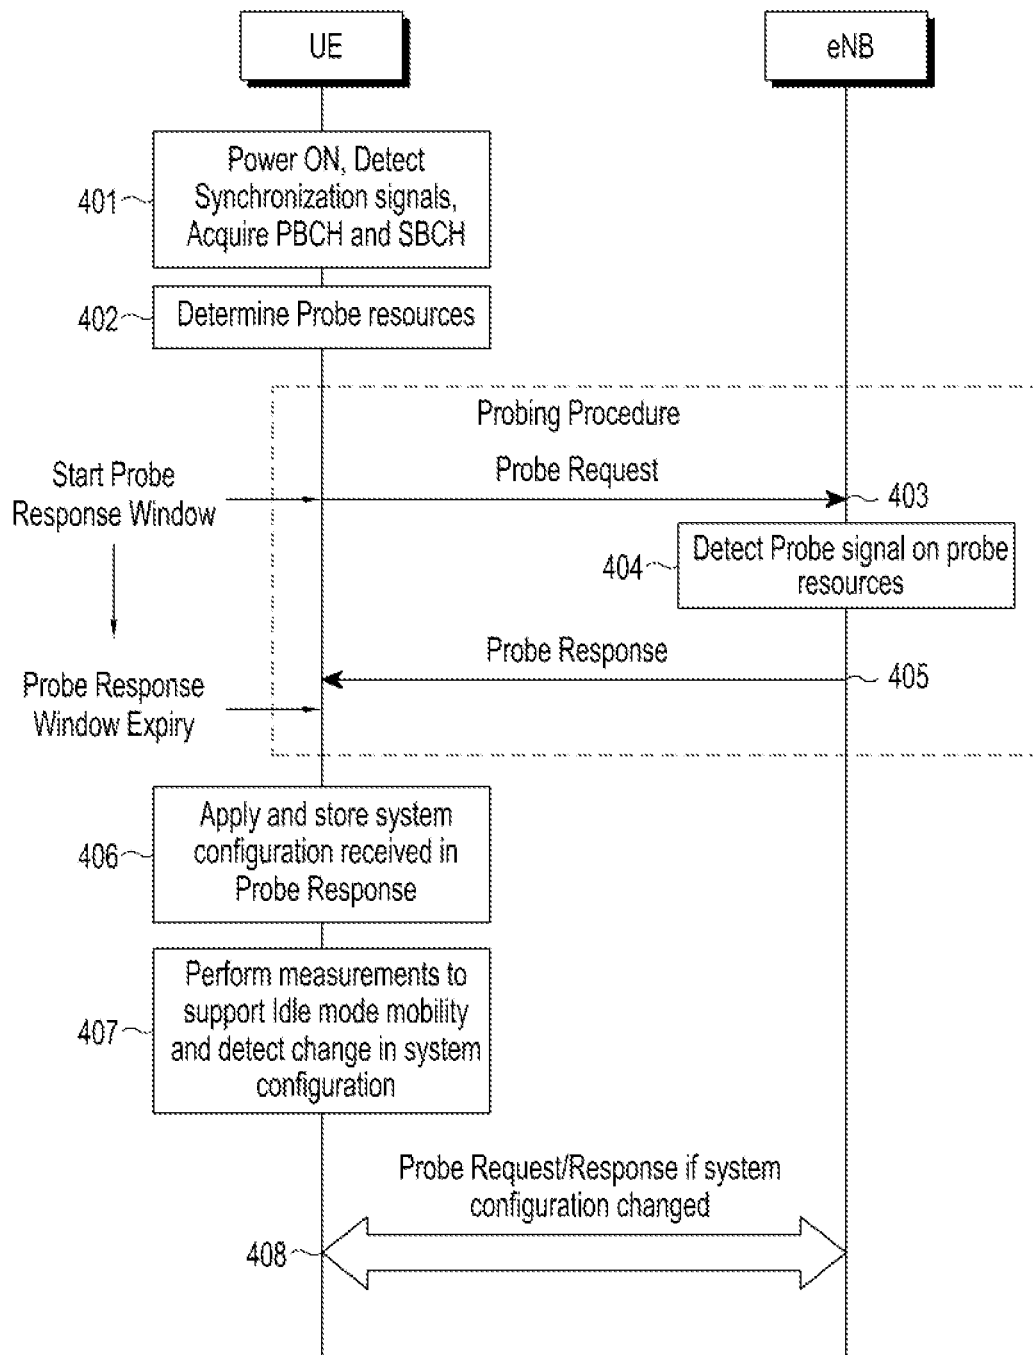 UE
eNB
Power ON, Detect
Synchronization signals,
Acquire PBCH and SBCH
401
Determine Probe resources
402
Probing Procedure
Start Probe
Response Window
Probe Request
403
Detect Probe signal on probe
resources
404
Probe Response
405
Probe Response
Window Expiry
Apply and store system
configuration received in
Probe Response
406
Perform measurements to
support Idle mode mobility
and detect change in system
configuration
407
Probe Request/Response if system
configuration changed
408